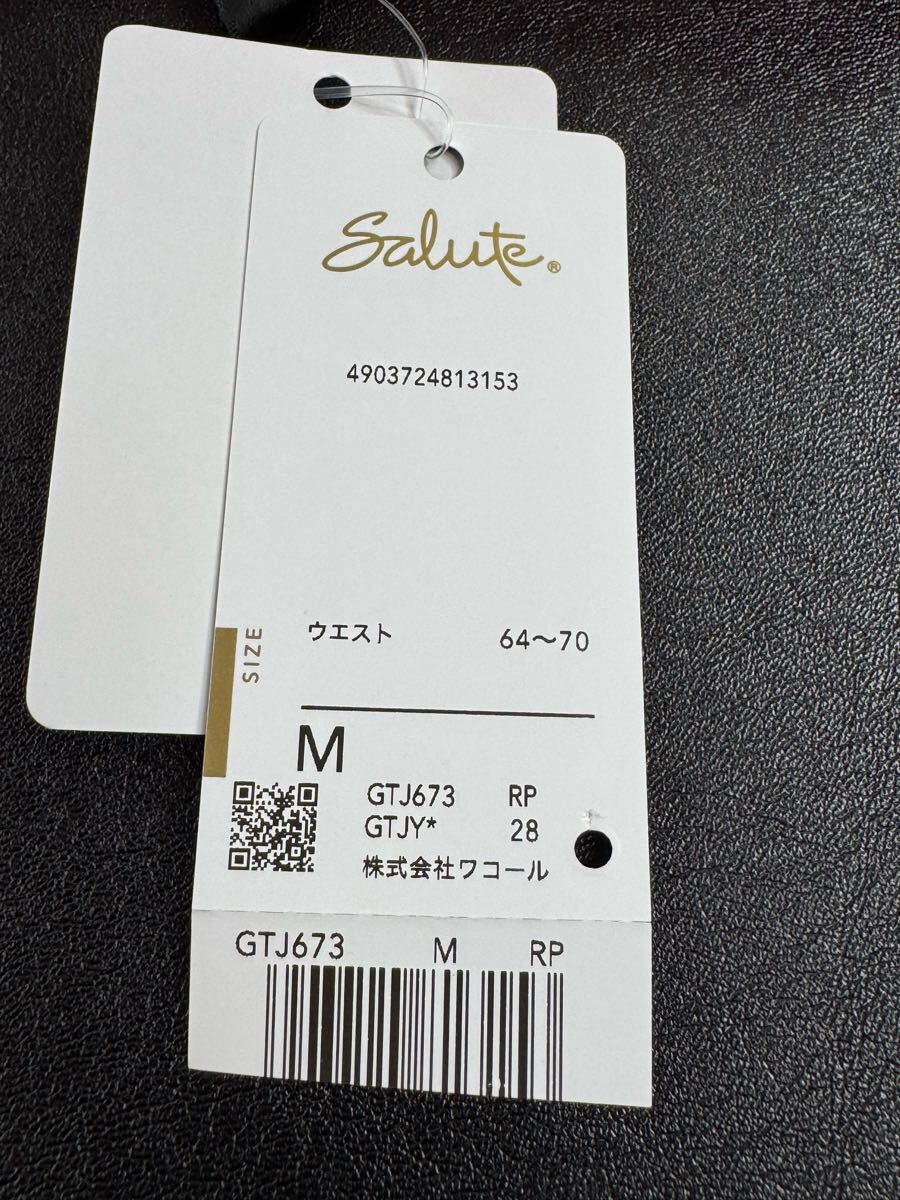 Salute®
4903724813153
SIZE
ウエスト 64～70
M
GTJ673 RP
GTJY* 28
株式会社ワコール
GTJ673 M RP